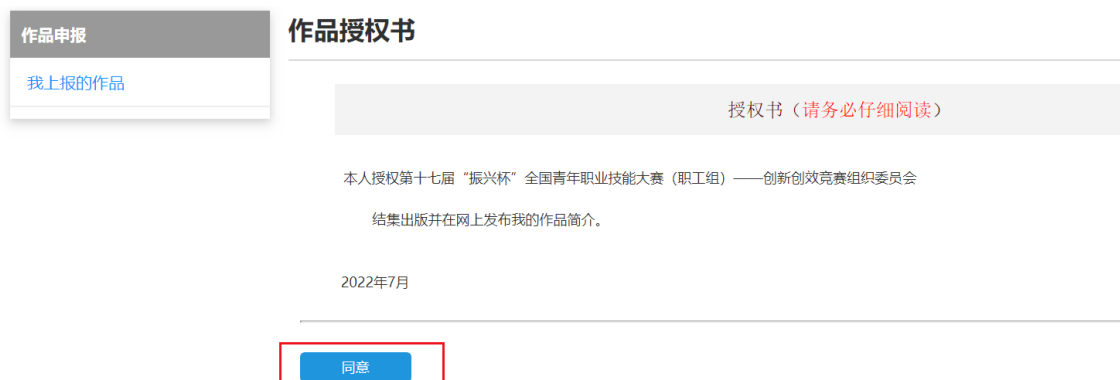 作品申报
我上报的作品
作品授权书
授权书（请务必仔细阅读）
本人授权第十七届“振兴杯”全国青年职业技能大赛（职工组）——创新创效竞赛组织委员会
结集出版并在网上发布我的作品简介。
2022年7月
同意